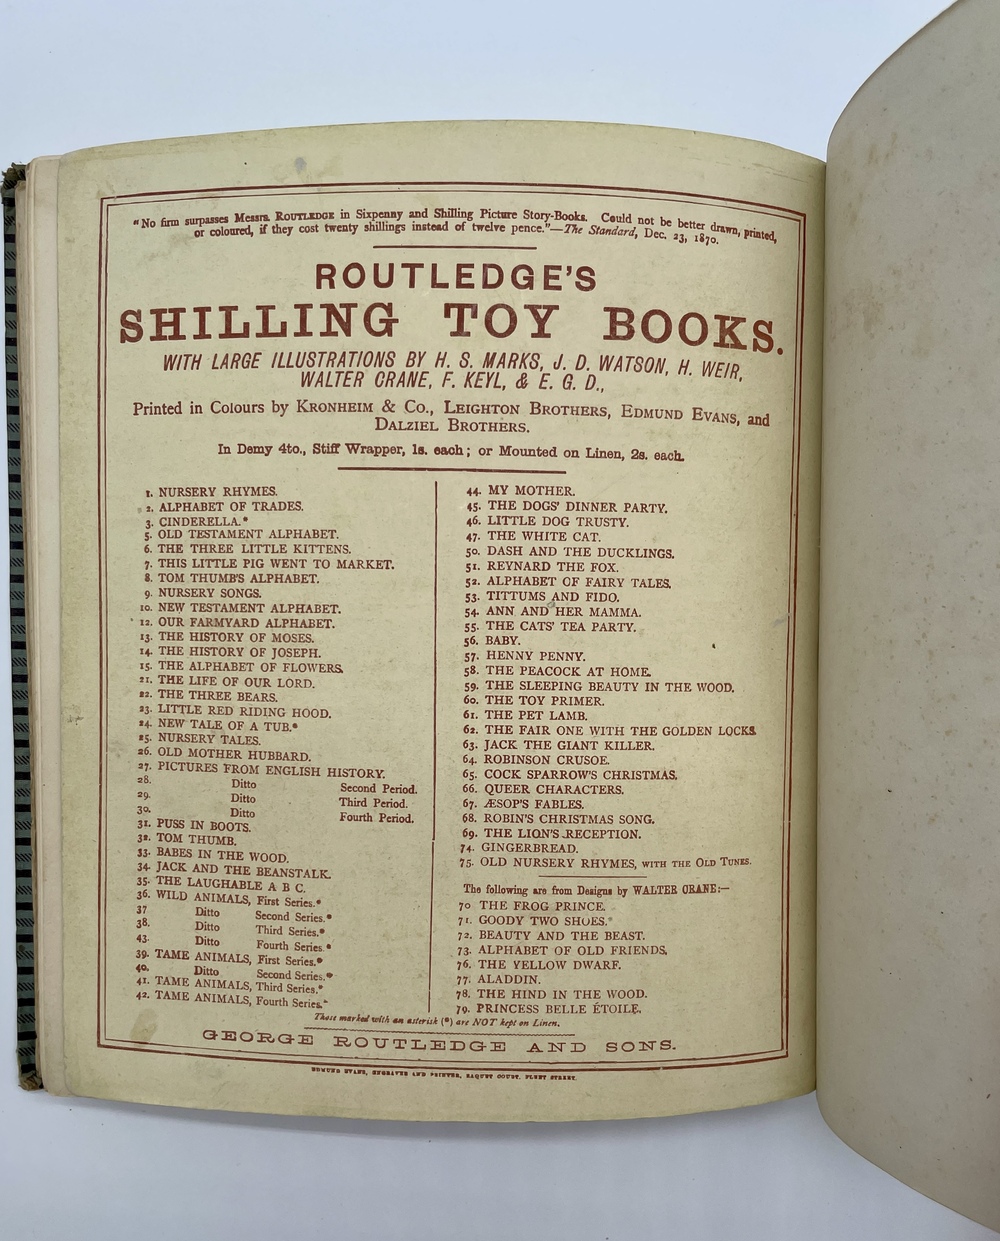 "No firm surpasses Messrs. ROUTLEDGE in Sixpenny and Shilling Picture Story-Books. Could not be better drawn, printed,
or coloured, if they cost twenty shillings instead of twelve pence."—The Standard, Dec. 23, 1870.
ROUTLEDGE'S
SHILLING TOY BOOKS.
WITH LARGE ILLUSTRATIONS BY H. S. MARKS, J. D. WATSON, H. WEIR,
WALTER CRANE, F. KEYL, & E. G. D.,
Printed in Colours by KRONHEIM & Co., LEIGHTON BROTHERS, EDMUND EVANS, and
DALZIEL BROTHERS.
In Demy 4to., Stiff Wrapper, 1s. each; or Mounted on Linen, 2s. each.
1. NURSERY RHYMES.
2. ALPHABET OF TRADES.
3. CINDERELLA.*
5. OLD TESTAMENT ALPHABET.
6. THE THREE LITTLE KITTENS.
7. THIS LITTLE PIG WENT TO MARKET.
8. TOM THUMB'S ALPHABET.
9. NURSERY SONGS.
10. NEW TESTAMENT ALPHABET.
12. OUR FARMYARD ALPHABET.
13. THE HISTORY OF MOSES.
14. THE HISTORY OF JOSEPH.
15. THE ALPHABET OF FLOWERS.
21. THE LIFE OF OUR LORD.
22. THE THREE BEARS.
23. LITTLE RED RIDING HOOD.
24. NEW TALE OF A TUB.*
25. NURSERY TALES.
26. OLD MOTHER HUBBARD.
27. PICTURES FROM ENGLISH HISTORY.
28. Ditto Second Period.
29. Ditto Third Period.
30. Ditto Fourth Period.
31. PUSS IN BOOTS.
32. TOM THUMB.
33. BABES IN THE WOOD.
34. JACK AND THE BEANSTALK.
35. THE LAUGHABLE A B C.
36. WILD ANIMALS, First Series.*
37 Ditto Second Series.*
38. Ditto Third Series.*
43. Ditto Fourth Series.*
39. TAME ANIMALS, First Series.*
40. Ditto Second Series.*
41. TAME ANIMALS, Third Series.*
42. TAME ANIMALS, Fourth Series.*
44. MY MOTHER.
45. THE DOGS' DINNER PARTY.
46. LITTLE DOG TRUSTY.
47. THE WHITE CAT.
50. DASH AND THE DUCKLINGS.
51. REYNARD THE FOX.
52. ALPHABET OF FAIRY TALES.
53. TITTUMS AND FIDO.
54. ANN AND HER MAMMA.
55. THE CATS' TEA PARTY.
56. BABY.
57. HENNY PENNY.
58. THE PEACOCK AT HOME.
59. THE SLEEPING BEAUTY IN THE WOOD.
60. THE TOY PRIMER.
61. THE PET LAMB.
62. THE FAIR ONE WITH THE GOLDEN LOCKS.
63. JACK THE GIANT KILLER.
64. ROBINSON CRUSOE.
65. COCK SPARROW'S CHRISTMAS.
66. QUEER CHARACTERS.
67. ÆSOP'S FABLES.
68. ROBIN'S CHRISTMAS SONG.
69. THE LION'S RECEPTION.
74. GINGERBREAD.
75. OLD NURSERY RHYMES, WITH THE OLD TUNES.
The following are from Designs by WALTER CRANE:—
70 THE FROG PRINCE.
71. GOODY TWO SHOES.*
72. BEAUTY AND THE BEAST.
73. ALPHABET OF OLD FRIENDS.
76. THE YELLOW DWARF.
77. ALADDIN.
78. THE HIND IN THE WOOD.
79. PRINCESS BELLE ÉTOILE.
Those marked with an asterisk (*) are NOT kept on Linen.
GEORGE ROUTLEDGE AND SONS.
EDMUND EVANS, ENGRAVER AND PRINTER, RAQUET COURT, FLEET STREET.